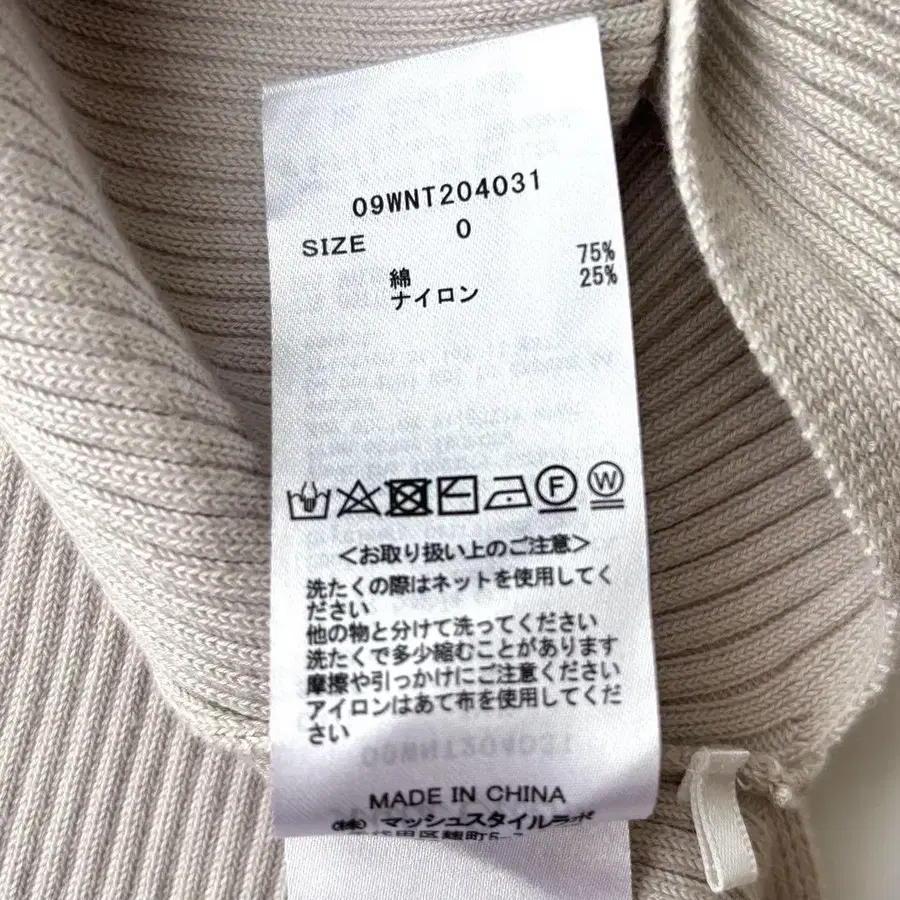 09WNT204031
SIZE 0
綿 75%
ナイロン 25%
F W
<お取り扱い上のご注意>
洗たくの際はネットを使用してく
ださい
他の物と分けて洗ってください
洗たくで多少縮むことがあります
摩擦や引っかけにご注意ください
アイロンはあて布を使用してくだ
さい
MADE IN CHINA
(株) マッシュスタイルラボ